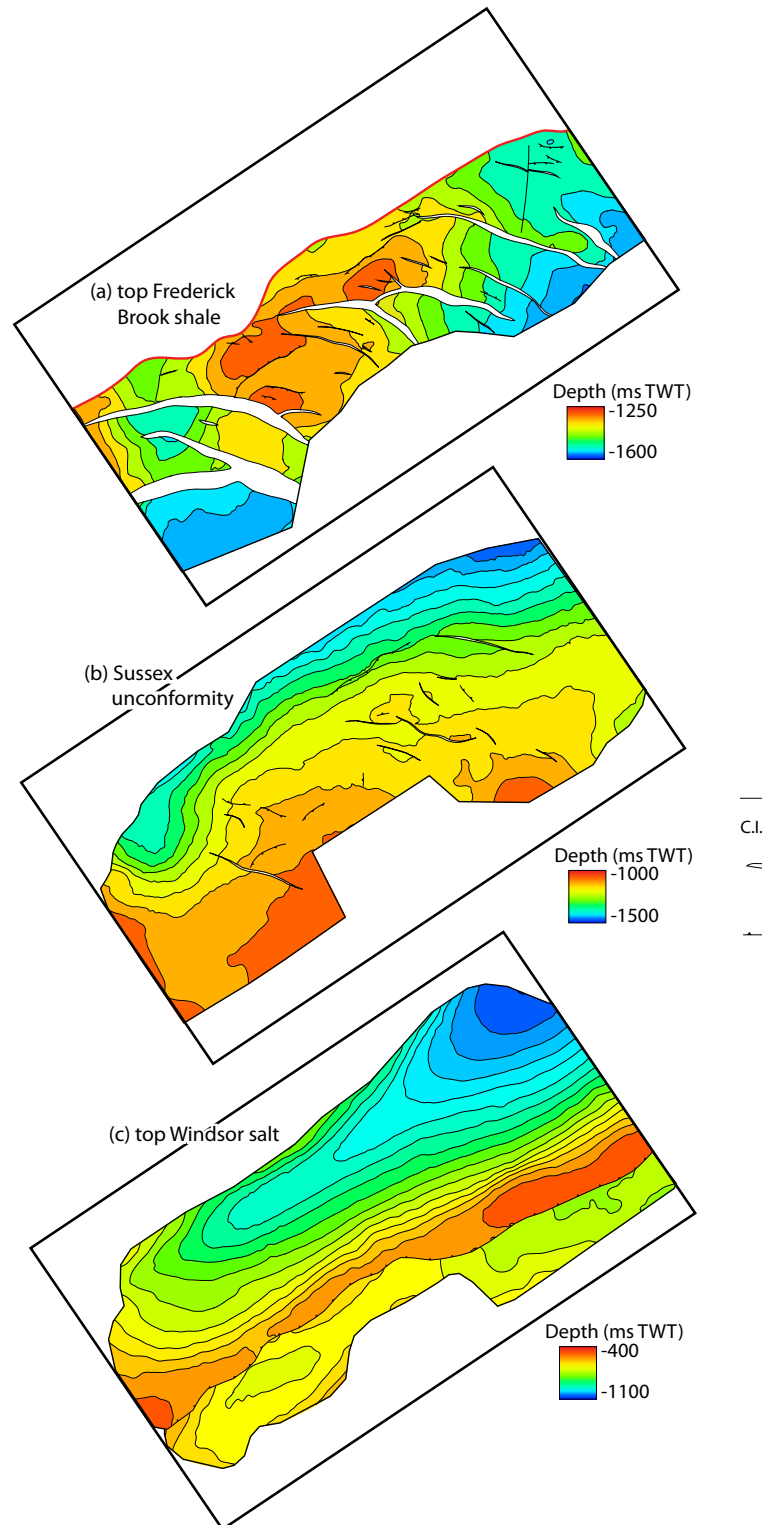 (a) top Frederick
Brook shale
Depth (ms TWT)
-1250
-1600
(b) Sussex
unconformity
C.I.
Depth (ms TWT)
-1000
-1500
(c) top Windsor salt
Depth (ms TWT)
-400
-1100